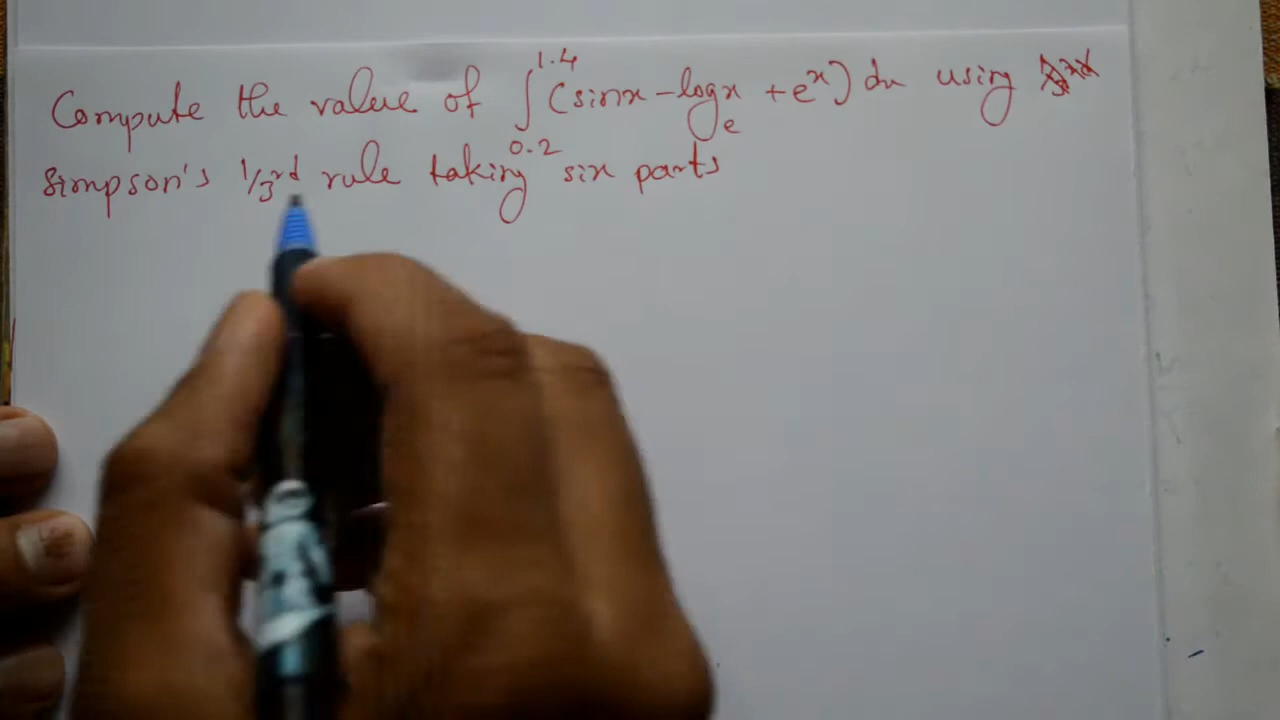 Compute the value of ∫_{0.2}^{1.4} (sinx - log_e x + e^x) dx using
Simpson's 1/3rd rule taking six parts